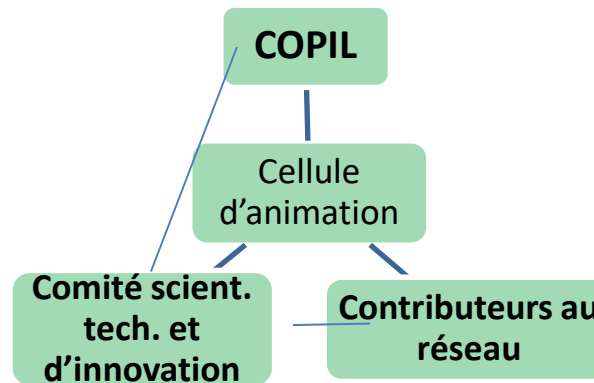 COPIL
Cellule
d’animation
Comité scient.
tech. et
d’innovation
Contributeurs au
réseau